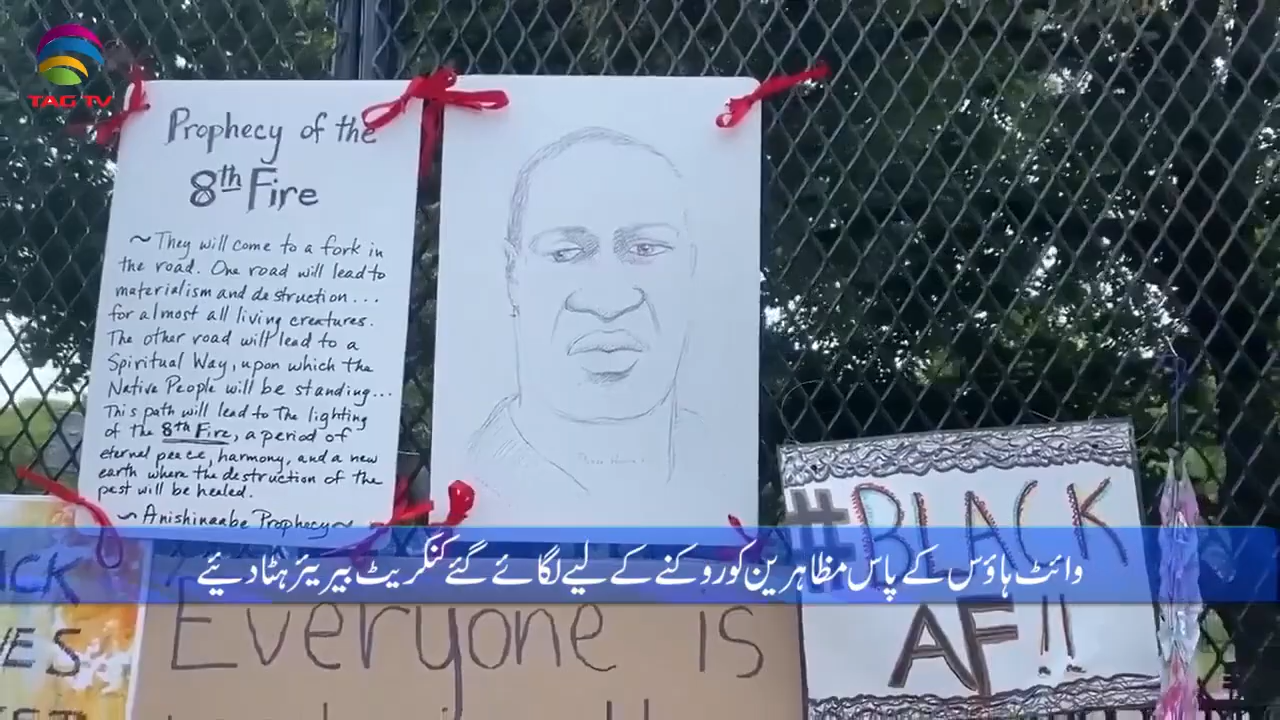 TAG TV
Prophecy of the
8th Fire
~ They will come to a fork in
the road. One road will lead to
materialism and destruction...
for almost all living creatures.
The other road will lead to a
Spiritual Way, upon which the
Native People will be standing...
This path will lead to the lighting
of the 8th Fire, a period of
eternal peace, harmony, and a new
earth where the destruction of the
past will be healed.
~ Anishinaabe Prophecy ~
#BLACK
AF!!
وائٹ ہاؤس کے پاس مظاہرین کو روکنے کے لیے لگائے گئے کنکریٹ بیریئر ہٹا دیئے
Everyone is